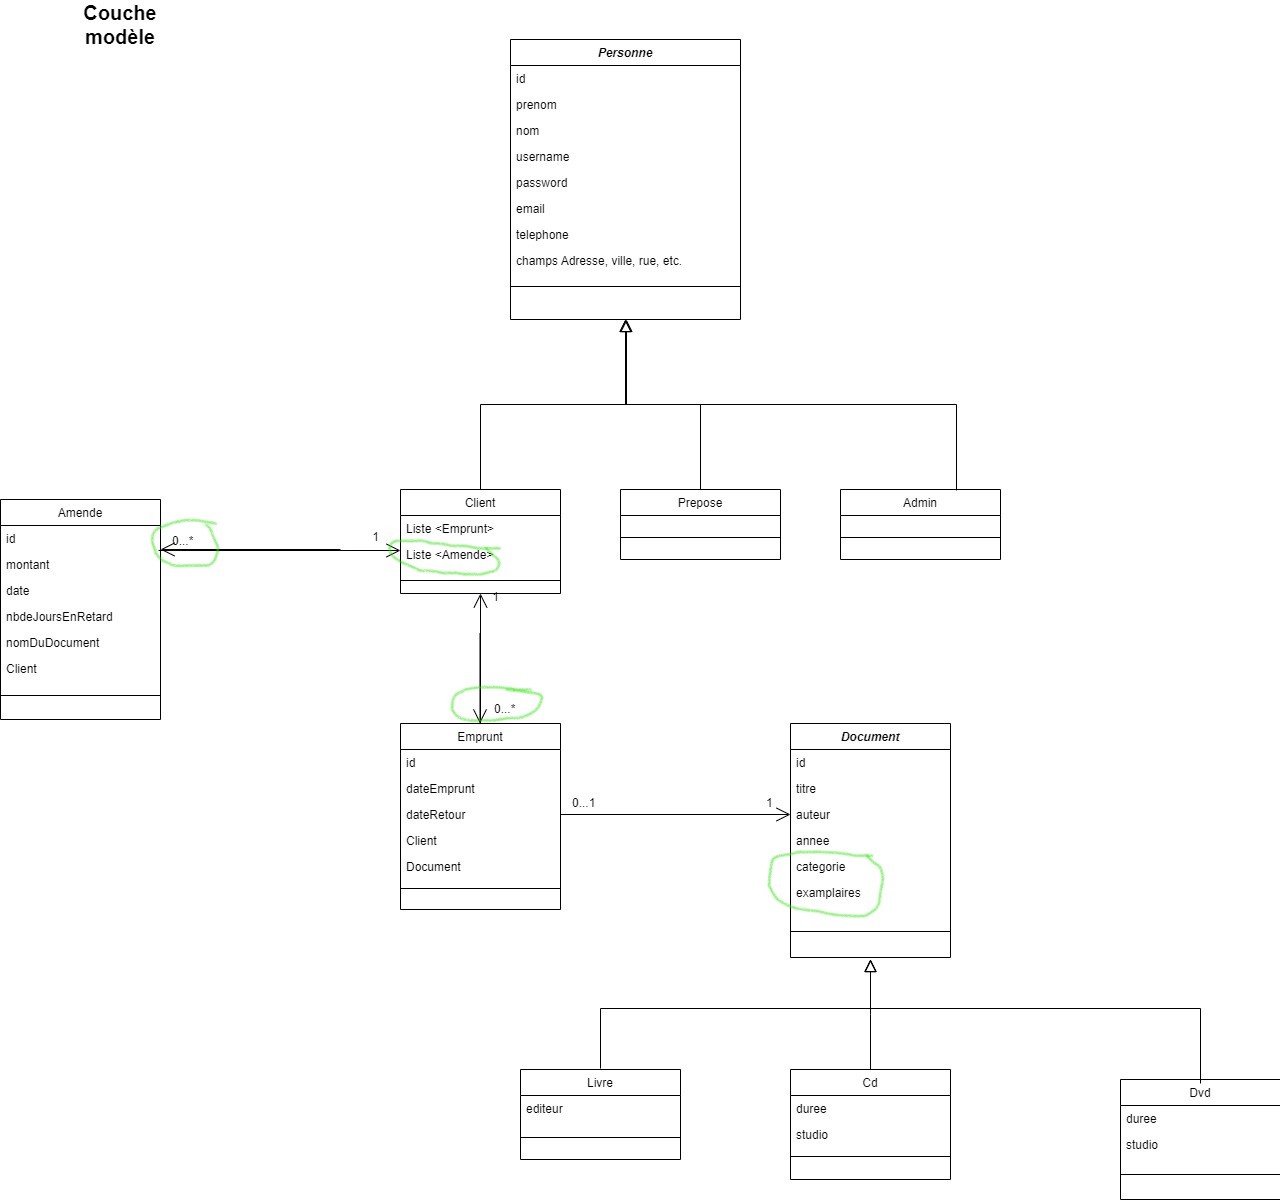 Couche
modèle
Personne
id
prenom
nom
username
password
email
telephone
champs Adresse, ville, rue, etc.
Client
Liste <Emprunt>
Liste <Amende>
Prepose
Admin
Amende
id
montant
date
nbdeJoursEnRetard
nomDuDocument
Client
0...*
1
1
0...*
Emprunt
id
dateEmprunt
dateRetour
Client
Document
0...1
1
Document
id
titre
auteur
annee
categorie
examplaires
Livre
editeur
Cd
duree
studio
Dvd
duree
studio